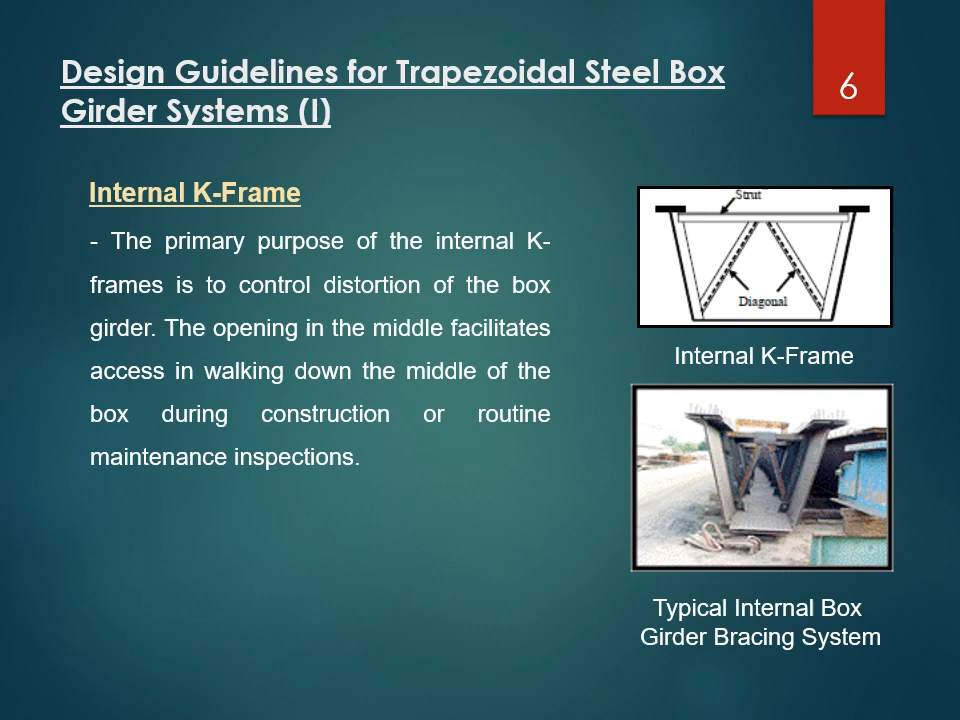 Design Guidelines for Trapezoidal Steel Box
Girder Systems (I)
6
Internal K-Frame
- The primary purpose of the internal K-
frames is to control distortion of the box
girder. The opening in the middle facilitates
access in walking down the middle of the
box during construction or routine
maintenance inspections.
Strut
Diagonal
Internal K-Frame
Typical Internal Box
Girder Bracing System